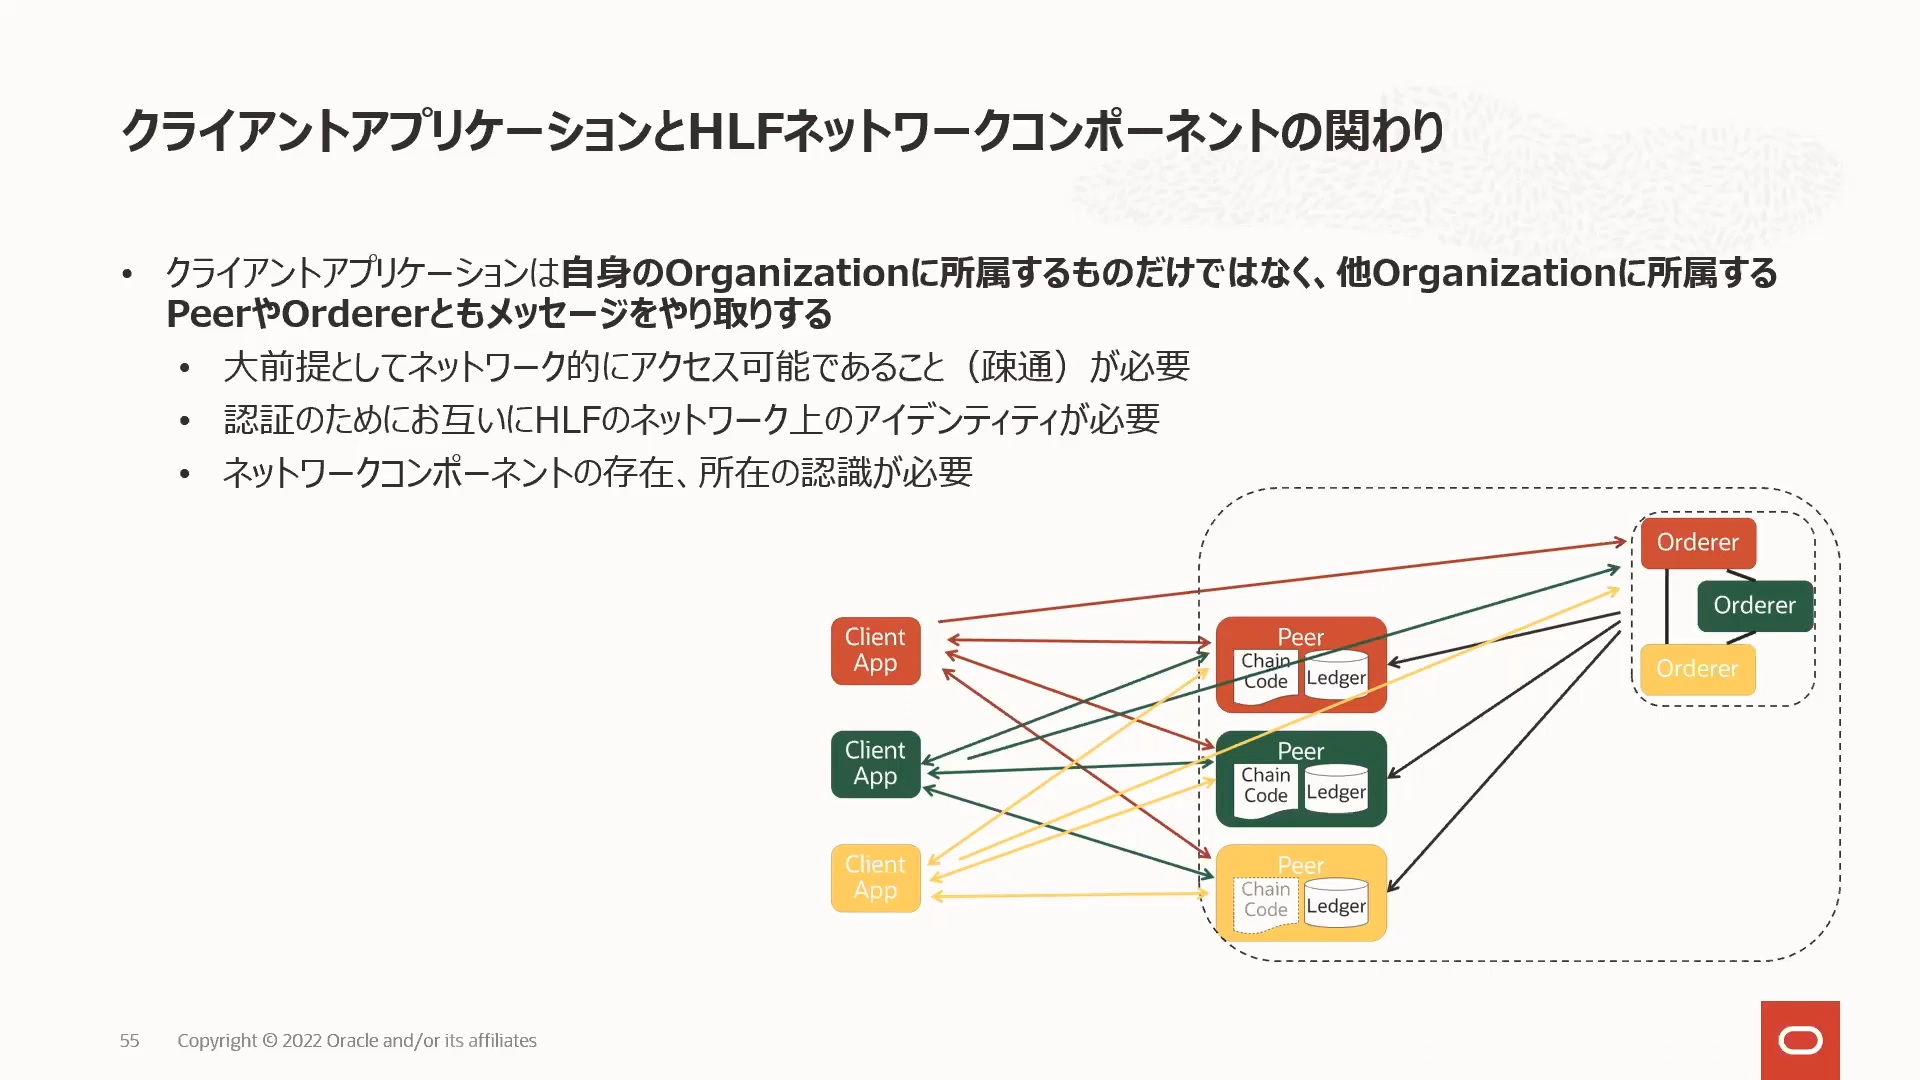 クライアントアプリケーションとHLFネットワークコンポーネントの関わり
• クライアントアプリケーションは自身のOrganizationに所属するものだけではなく、他Organizationに所属する
PeerやOrdererともメッセージをやり取りする
• 大前提としてネットワーク的にアクセス可能であること（疎通）が必要
• 認証のためにお互いにHLFのネットワーク上のアイデンティティが必要
• ネットワークコンポーネントの存在、所在の認識が必要
Orderer
Orderer
Orderer
Client
App
Peer
Chain
Code
Ledger
Client
App
Peer
Chain
Code
Ledger
Client
App
Peer
Chain
Code
Ledger
55 Copyright © 2022 Oracle and/or its affiliates